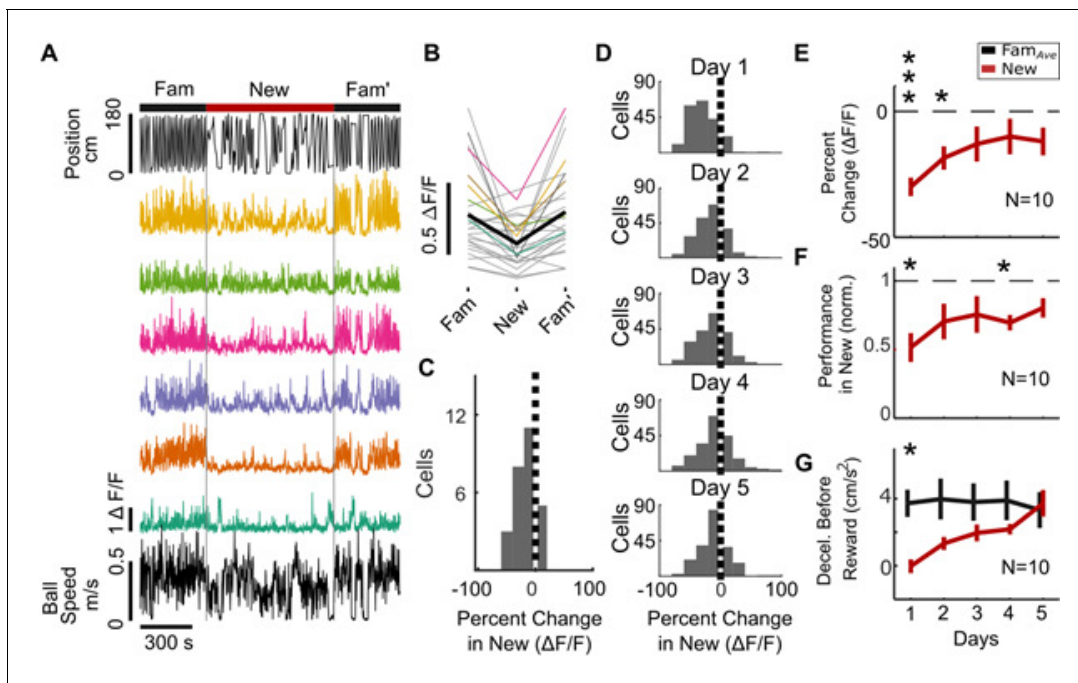 A
Fam
New
Fam'
Position
cm
180
0
1 Δ F/F
Ball
Speed
m/s
0.5
0
300 s
B
0.5 ΔF/F
Fam
New
Fam'
C
Cells
12
6
-100
0
100
Percent Change
in New (ΔF/F)
D
Day 1
Cells
90
45
Day 2
Cells
90
45
Day 3
Cells
90
45
Day 4
Cells
90
45
Day 5
Cells
90
45
-100
0
100
Percent Change
in New (ΔF/F)
E
FamAve
New
* * *
*
Percent
Change (ΔF/F)
0
-50
N=10
F
*
*
Performance
in New (norm.)
1
0.5
0
N=10
G
*
Decel. Before
Reward (cm/s²)
4
0
N=10
1 2 3 4 5
Days